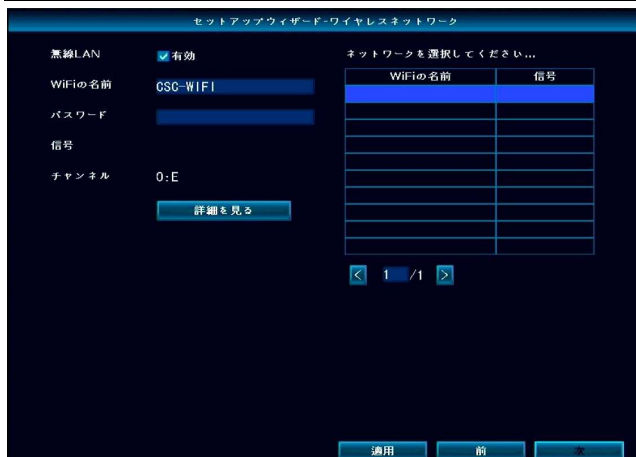 セットアップウィザード-ワイヤレスネットワーク
無線LAN
有効
WiFiの名前
CSC-WIFI
パスワード
信号
チャンネル
0:E
詳細を見る
ネットワークを選択してください...
WiFiの名前 信号
< 1 /1 >
適用 前 次